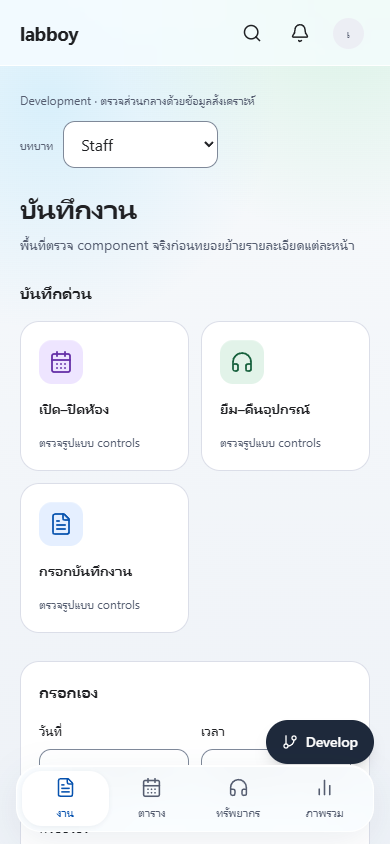 labboy
Development · ตรวจส่วนกลางด้วยข้อมูลสังเคราะห์
บทบาท
Staff
บันทึกงาน
พื้นที่ตรวจ component จริงก่อนทยอยย้ายรายละเอียดแต่ละหน้า
บันทึกด่วน
เปิด–ปิดห้อง
ตรวจรูปแบบ controls
ยืม–คืนอุปกรณ์
ตรวจรูปแบบ controls
กรอกบันทึกงาน
ตรวจรูปแบบ controls
กรอกเอง
วันที่
เวลา
Develop
งาน
ตาราง
ทรัพยากร
ภาพรวม